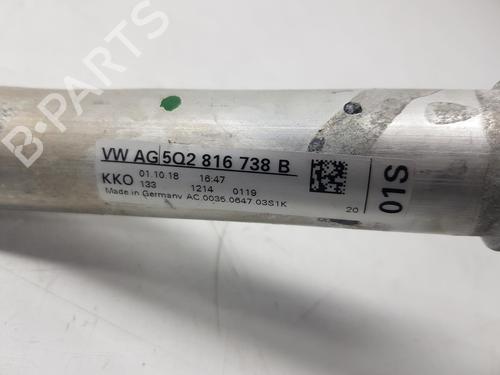 VW AG 5Q2 816 738 B
KKO 01.10.18 16:47
133 1214 0119
Made in Germany AC.0035.0647.03S1K 20
01S
B-PARTS